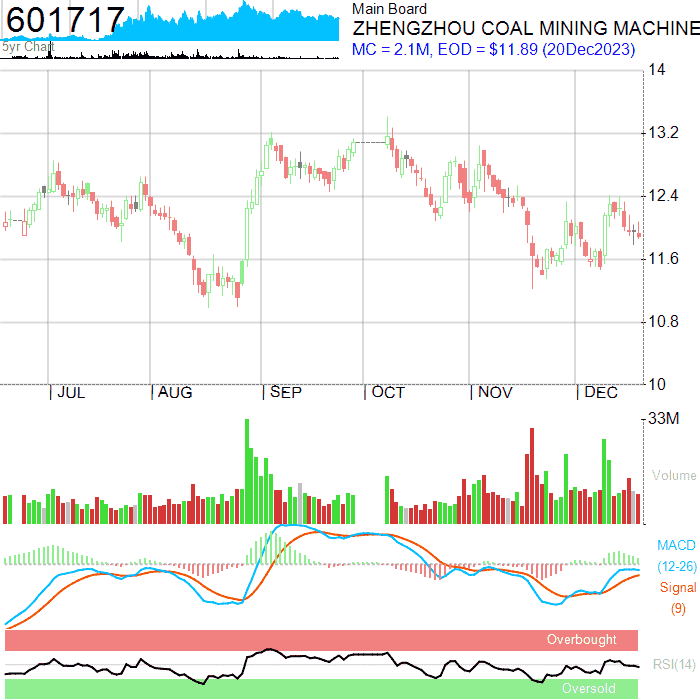 601717
5yr Chart
Main Board
ZHENGZHOU COAL MINING MACHINE
MC = 2.1M, EOD = $11.89 (20Dec2023)
14
13.2
12.4
11.6
10.8
10
JUL AUG SEP OCT NOV DEC
33M
Volume
MACD
(12-26)
Signal
(9)
Overbought
RSI(14)
Oversold